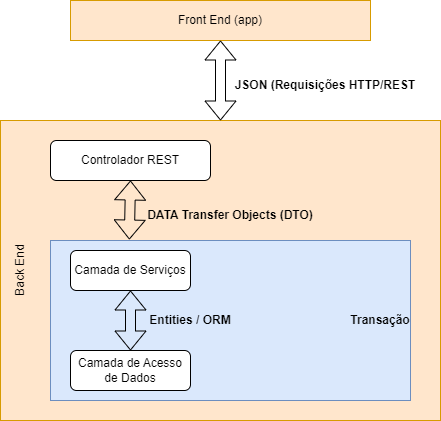 Front End (app)
JSON (Requisições HTTP/REST
Controlador REST
DATA Transfer Objects (DTO)
Back End
Camada de Serviços
Entities / ORM
Transação
Camada de Acesso
de Dados